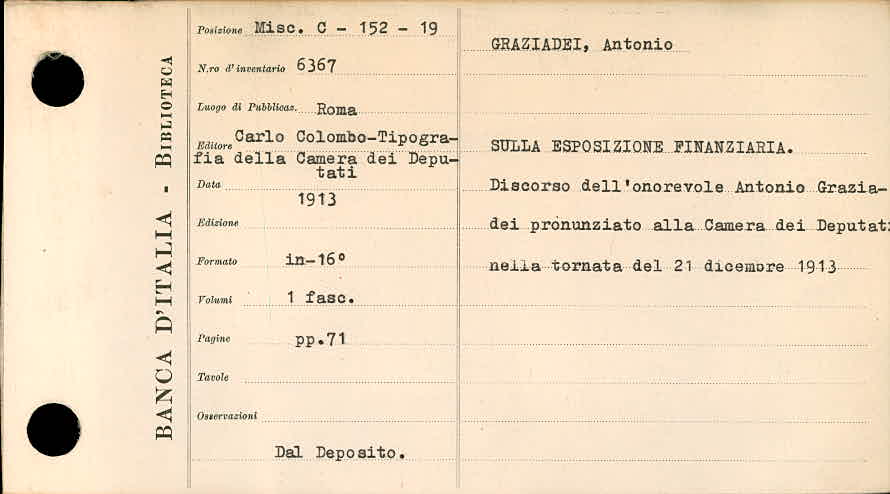 BANCA D'ITALIA - BIBLIOTECA
Posizione Misc. C - 152 - 19
N.ro d'inventario 6367
Luogo di Pubblicaz. Roma
Editore Carlo Colombo-Tipogra-
fia della Camera dei Depu-
tati
Data
1913
Edizione
Formato in-16º
Volumi 1 fasc.
Pagine pp.71
Tavole
Osservazioni
Dal Deposito.
GRAZIADEI, Antonio
SULLA ESPOSIZIONE FINANZIARIA.
Discorso dell'onorevole Antonio Grazia-
dei pronunziato alla Camera dei Deputati
nella tornata del 21 dicembre 1913